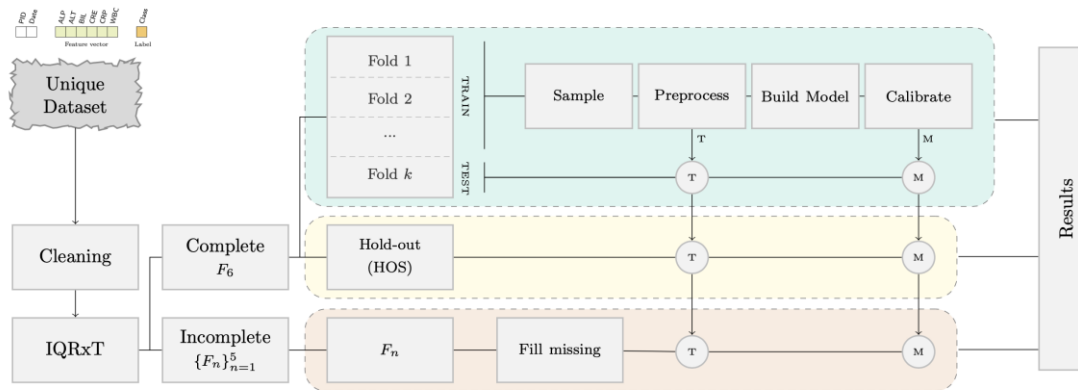 PID
Date
ALP
ALT
BIL
CRE
CRP
WBC
Class
Feature vector
Label
Unique
Dataset
Cleaning
IQRxT
Complete
F₆
Incomplete
{Fₙ}⁵ₙ₌₁
Fold 1
Fold 2
...
Fold k
TRAIN
TEST
Sample
Preprocess
Build Model
Calibrate
T
M
T
M
Hold-out
(HOS)
T
M
Fₙ
Fill missing
T
M
Results